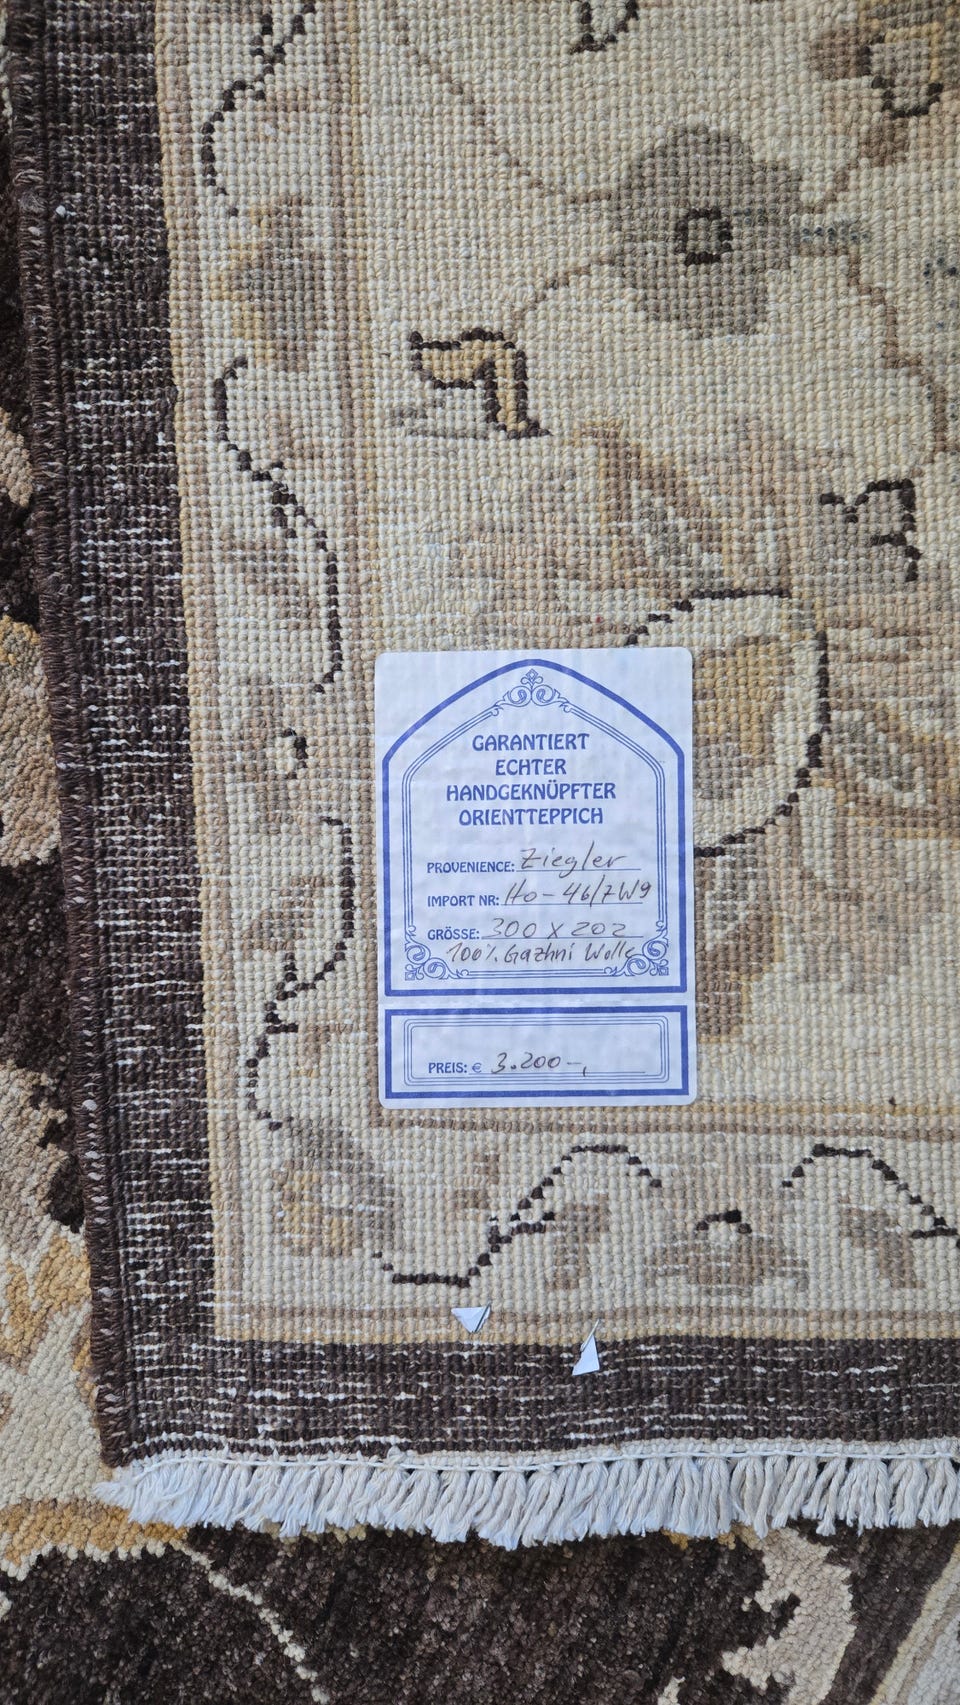 GARANTIERT
ECHTER
HANDGEKNÜPFTER
ORIENTTEPPICH
PROVENIENCE: Ziegler
IMPORT NR: Ho-46/7W9
GRÖSSE: 300 x 202
100% Gazhni Wolle
PREIS: € 3.200-,